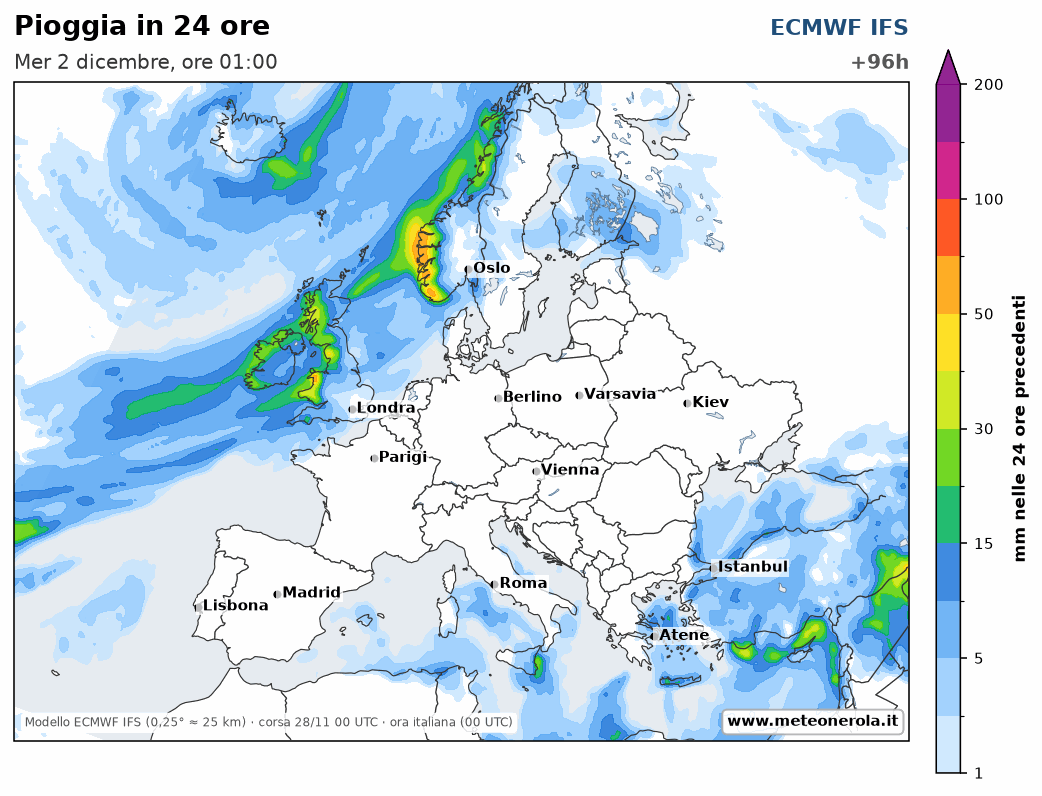 Pioggia in 24 ore
ECMWF IFS
Mer 2 dicembre, ore 01:00
+96h
200
100
50
30
15
5
1
mm nelle 24 ore precedenti
Oslo
Londra
Berlino
Varsavia
Kiev
Parigi
Vienna
Istanbul
Madrid
Roma
Lisbona
Atene
Modello ECMWF IFS (0,25° ≈ 25 km) · corsa 28/11 00 UTC · ora italiana (00 UTC)
www.meteonerola.it